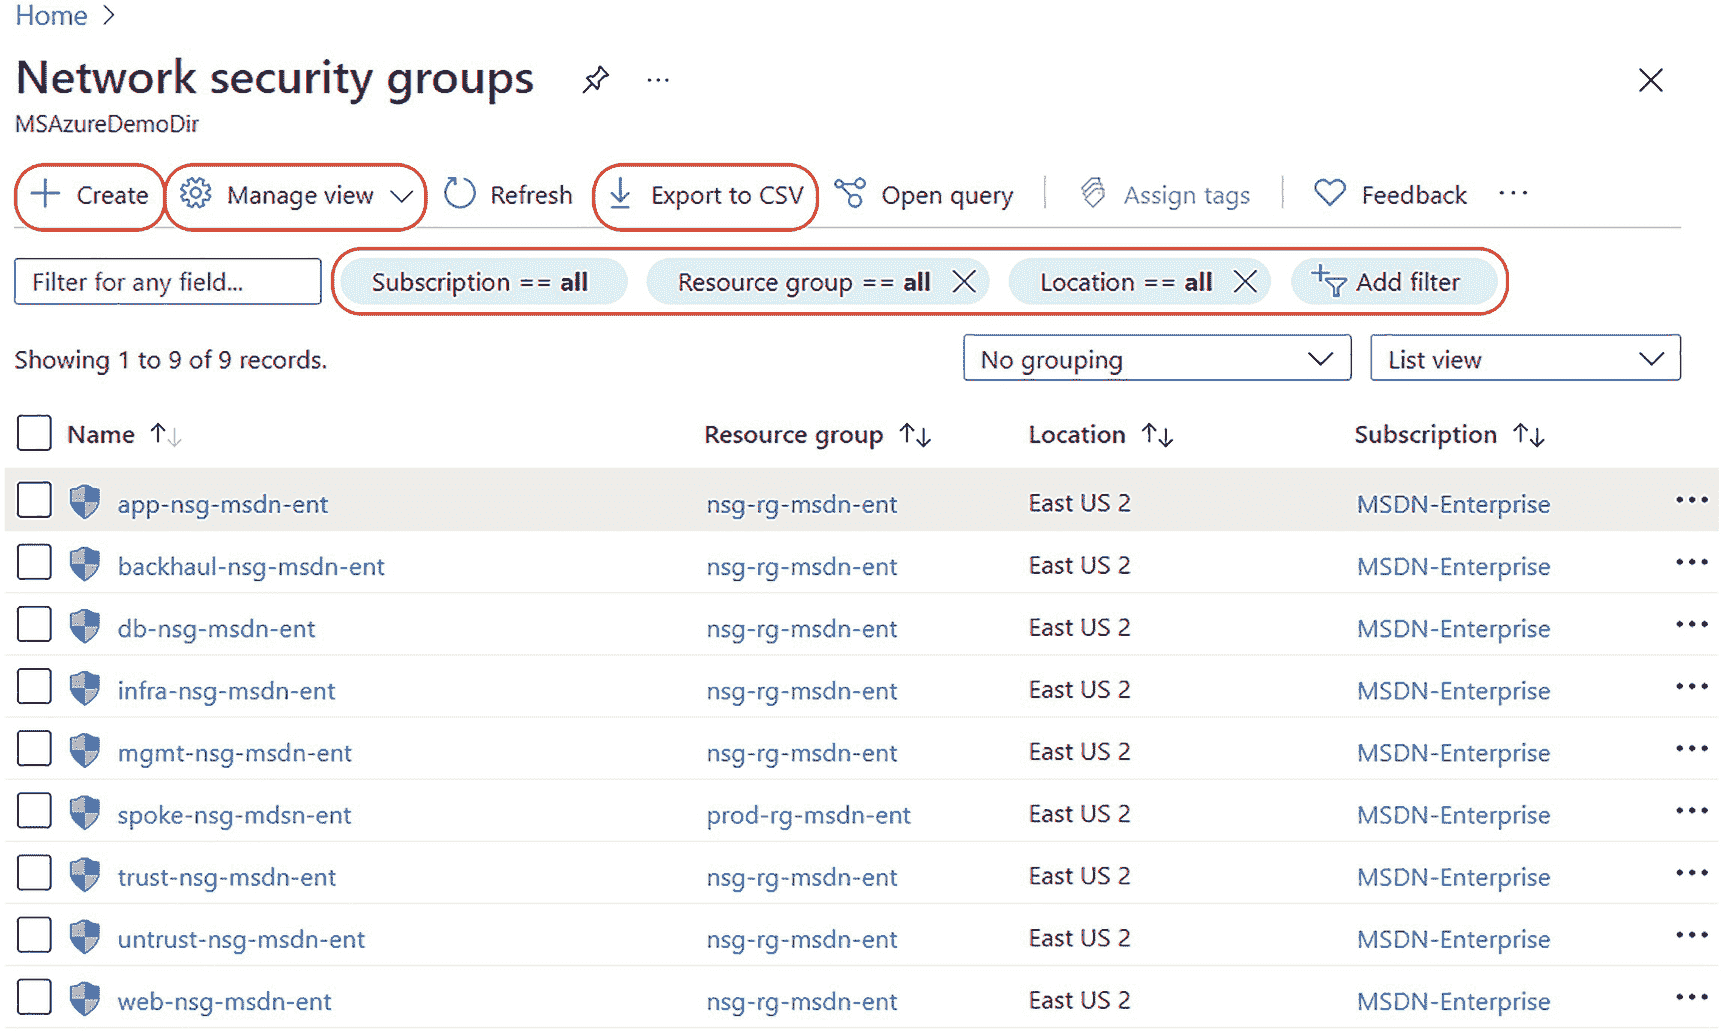 Home >
Network security groups ...
MSAzureDemoDir
Create Manage view Refresh Export to CSV Open query Assign tags Feedback ...
Filter for any field... Subscription == all Resource group == all Location == all Add filter
Showing 1 to 9 of 9 records. No grouping List view
Name Resource group Location Subscription
app-nsg-msdn-ent nsg-rg-msdn-ent East US 2 MSDN-Enterprise
backhaul-nsg-msdn-ent nsg-rg-msdn-ent East US 2 MSDN-Enterprise
db-nsg-msdn-ent nsg-rg-msdn-ent East US 2 MSDN-Enterprise
infra-nsg-msdn-ent nsg-rg-msdn-ent East US 2 MSDN-Enterprise
mgmt-nsg-msdn-ent nsg-rg-msdn-ent East US 2 MSDN-Enterprise
spoke-nsg-mdsn-ent prod-rg-msdn-ent East US 2 MSDN-Enterprise
trust-nsg-msdn-ent nsg-rg-msdn-ent East US 2 MSDN-Enterprise
untrust-nsg-msdn-ent nsg-rg-msdn-ent East US 2 MSDN-Enterprise
web-nsg-msdn-ent nsg-rg-msdn-ent East US 2 MSDN-Enterprise